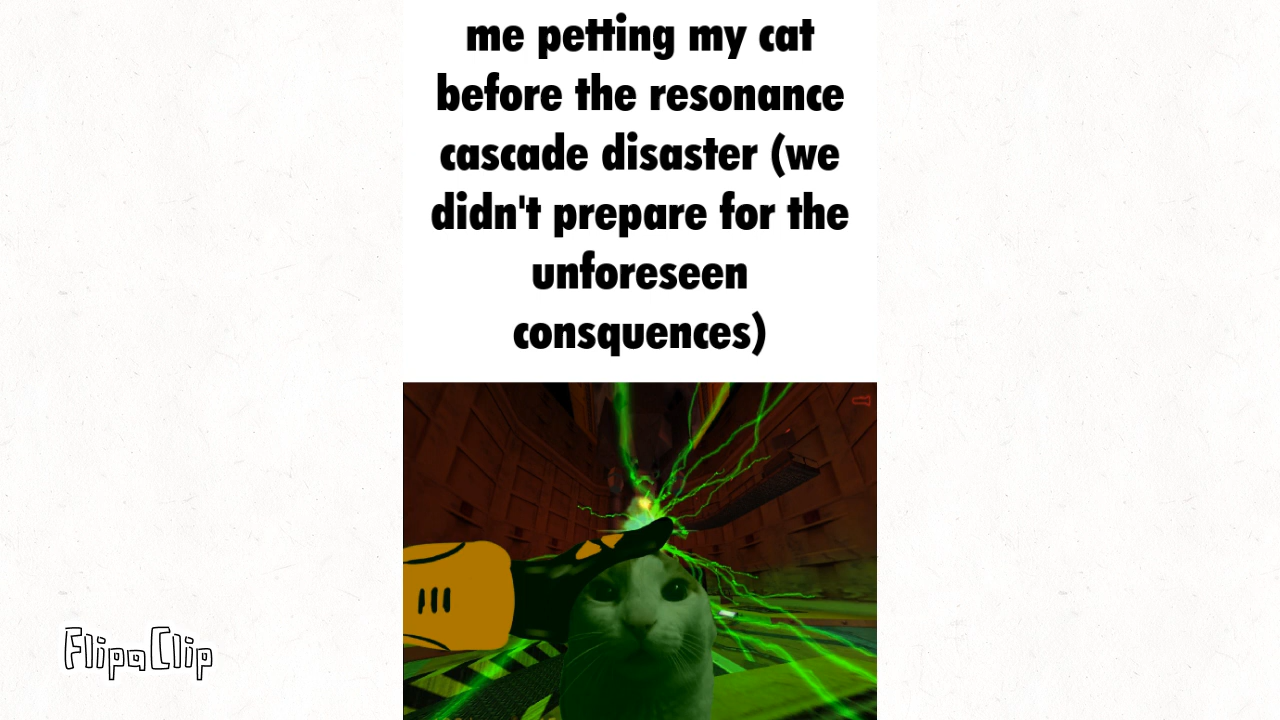 me petting my cat
before the resonance
cascade disaster (we
didn't prepare for the
unforeseen
consquences)
FlipaClip